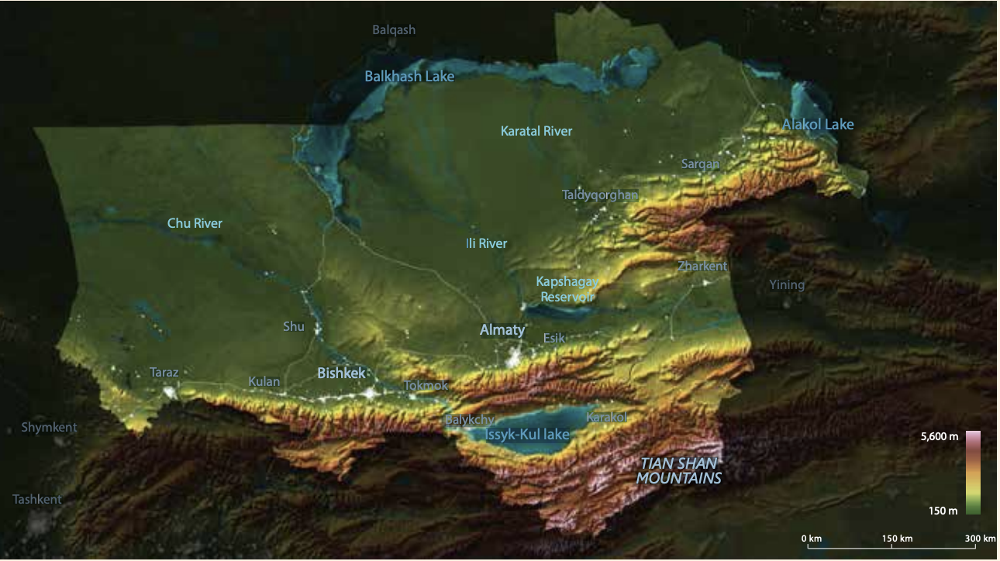 Balqash
Balkhash Lake
Alakol Lake
Karatal River
Sarqan
Taldyqorghan
Chu River
Ili River
Zharkent
Kapshagay
Reservoir
Yining
Shu
Almaty
Esik
Taraz
Kulan
Bishkek
Tokmok
Balykchy
Karakol
Shymkent
Issyk-Kul lake
5,600 m
TIAN SHAN
MOUNTAINS
Tashkent
150 m
0 km 150 km 300 km